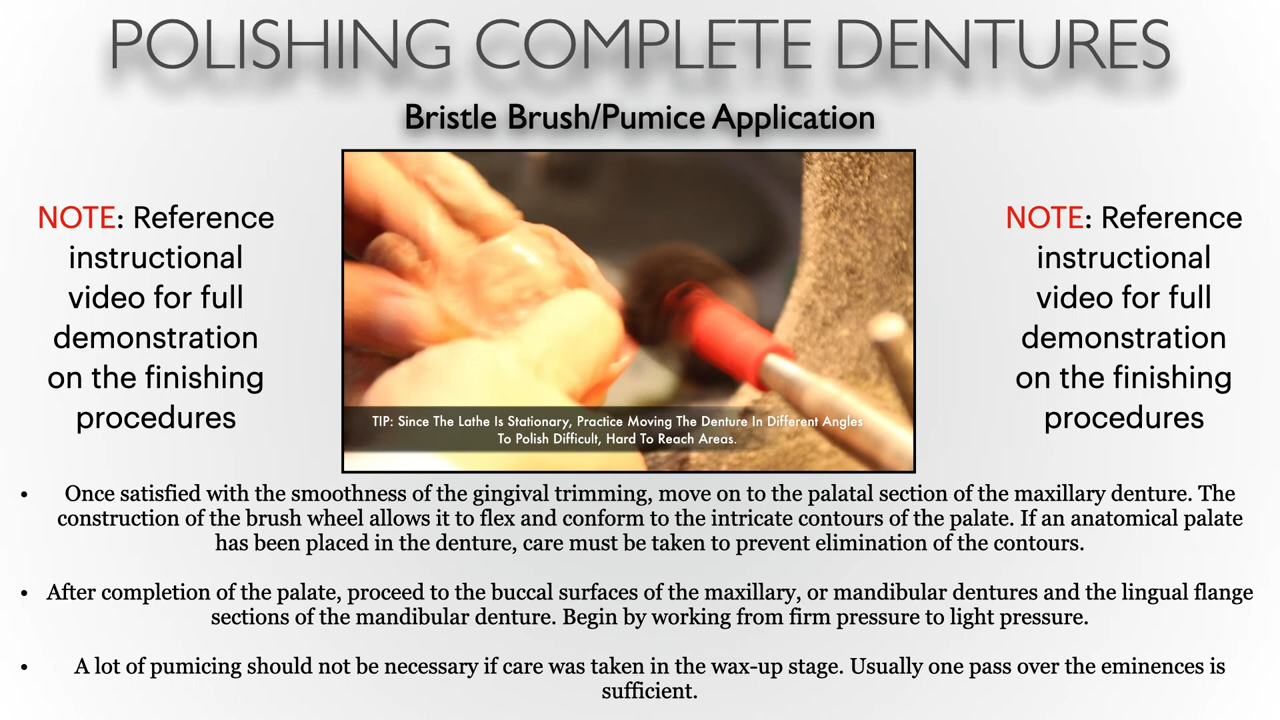 POLISHING COMPLETE DENTURES
Bristle Brush/Pumice Application
NOTE: Reference
instructional
video for full
demonstration
on the finishing
procedures
TIP: Since The Lathe Is Stationary, Practice Moving The Denture In Different Angles
To Polish Difficult, Hard To Reach Areas.
NOTE: Reference
instructional
video for full
demonstration
on the finishing
procedures
• Once satisfied with the smoothness of the gingival trimming, move on to the palatal section of the maxillary denture. The
construction of the brush wheel allows it to flex and conform to the intricate contours of the palate. If an anatomical palate
has been placed in the denture, care must be taken to prevent elimination of the contours.
• After completion of the palate, proceed to the buccal surfaces of the maxillary, or mandibular dentures and the lingual flange
sections of the mandibular denture. Begin by working from firm pressure to light pressure.
• A lot of pumicing should not be necessary if care was taken in the wax-up stage. Usually one pass over the eminences is
sufficient.